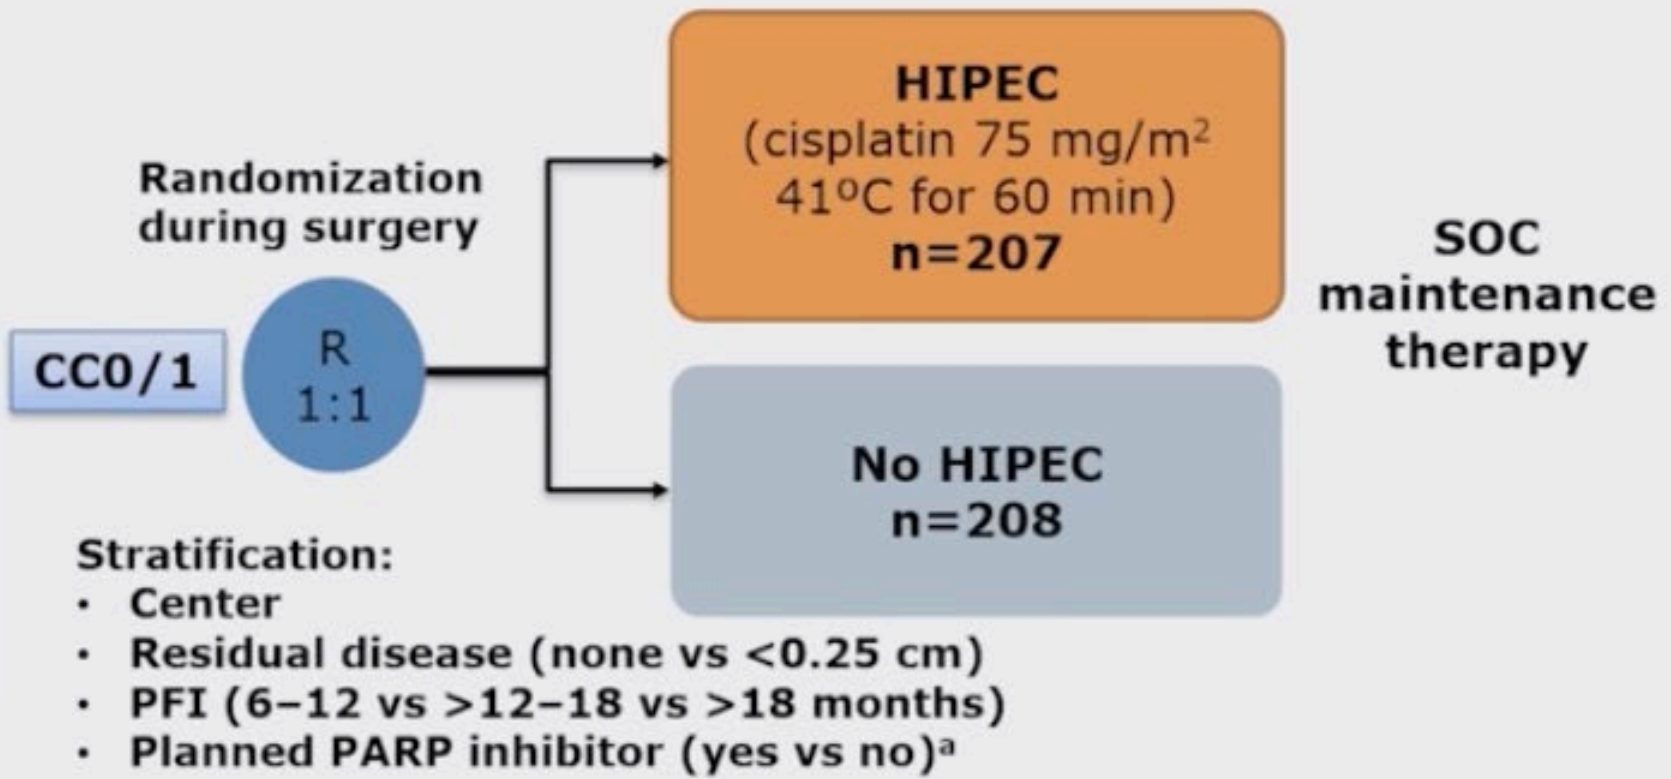 Randomization
during surgery
CC0/1
R
1:1
HIPEC
(cisplatin 75 mg/m²
41ºC for 60 min)
n=207
No HIPEC
n=208
SOC
maintenance
therapy
Stratification:
· Center
· Residual disease (none vs <0.25 cm)
· PFI (6–12 vs >12–18 vs >18 months)
· Planned PARP inhibitor (yes vs no)ᵃ